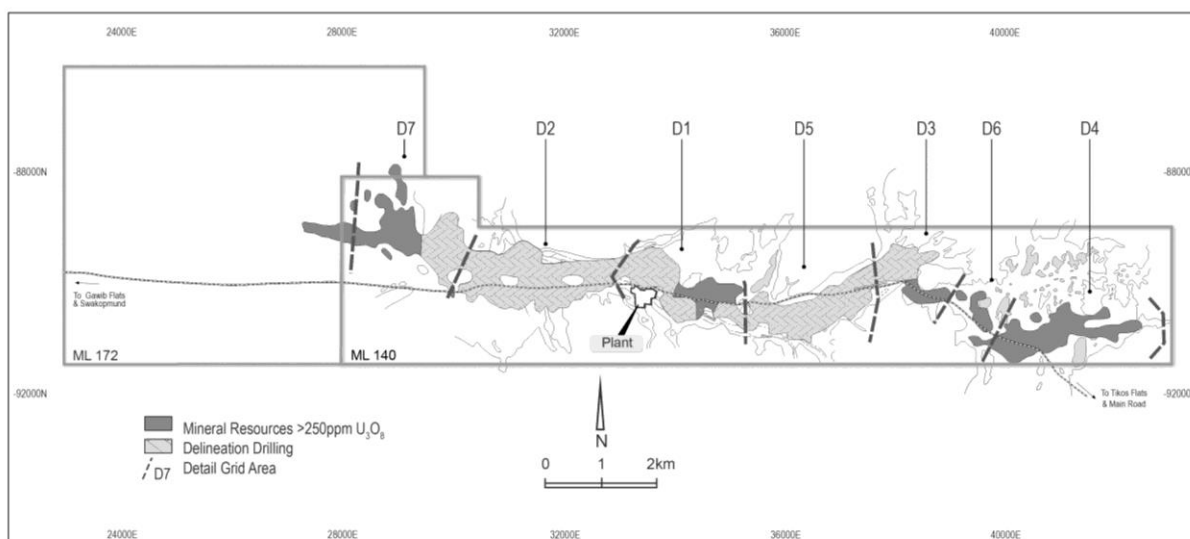 24000E 28000E 32000E 36000E 40000E
D7 D2 D1 D5 D3 D6 D4
-88000N -88000N
To Gawib Flats
& Swakopmund
Plant
ML 172 ML 140
To Tikos Flats
& Main Road
-92000N -92000N
Mineral Resources >250ppm U₃O₈
Delineation Drilling
D7 Detail Grid Area
N
0 1 2km
24000E 28000E 32000E 36000E 40000E